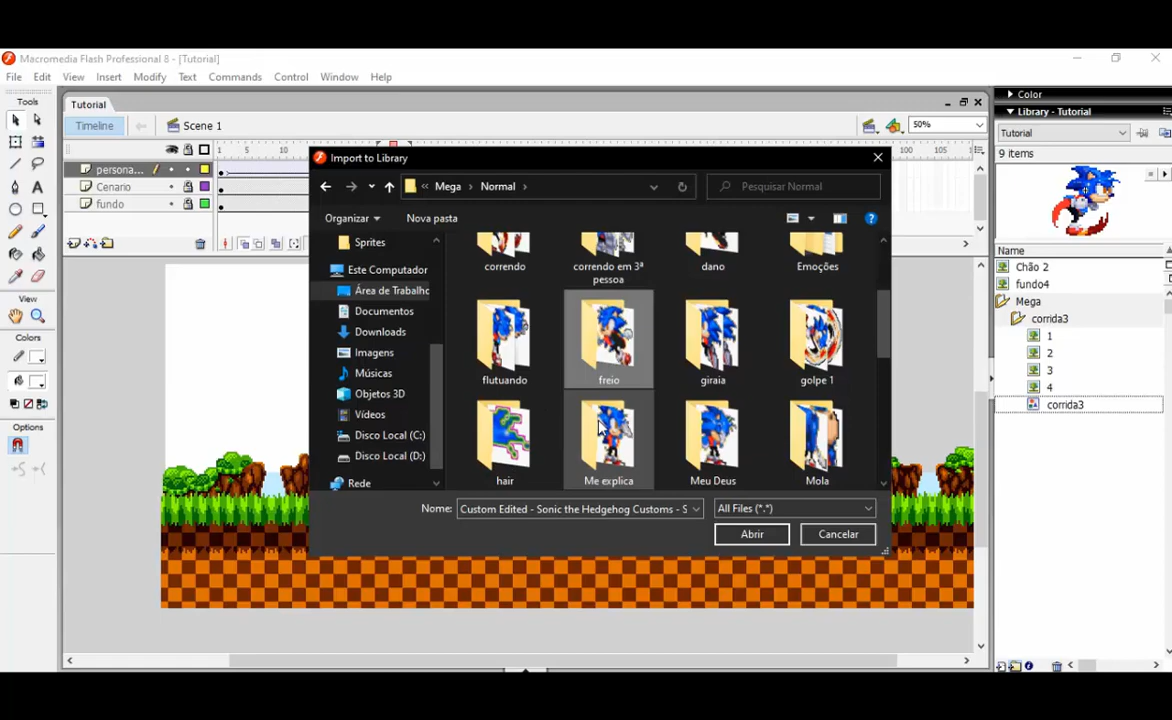 Macromedia Flash Professional 8 - [Tutorial]
File Edit View Insert Modify Text Commands Control Window Help
Tools
View
Colors
Options
Tutorial
Timeline
Scene 1
50%
1 5 10
100 105
persona...
Cenario
fundo
Import to Library
« Mega › Normal ›
Pesquisar Normal
Organizar
Nova pasta
Sprites
Este Computador
Área de Trabalho
Documentos
Downloads
Imagens
Músicas
Objetos 3D
Vídeos
Disco Local (C:)
Disco Local (D:)
Rede
correndo
correndo em 3ª
pessoa
dano
Emoções
flutuando
freio
giraia
golpe 1
hair
Me explica
Meu Deus
Mola
Nome:
Custom Edited - Sonic the Hedgehog Customs - S
All Files (*.*)
Abrir
Cancelar
Color
Library - Tutorial
Tutorial
9 items
Name
Chão 2
fundo4
Mega
corrida3
1
2
3
4
corrida3